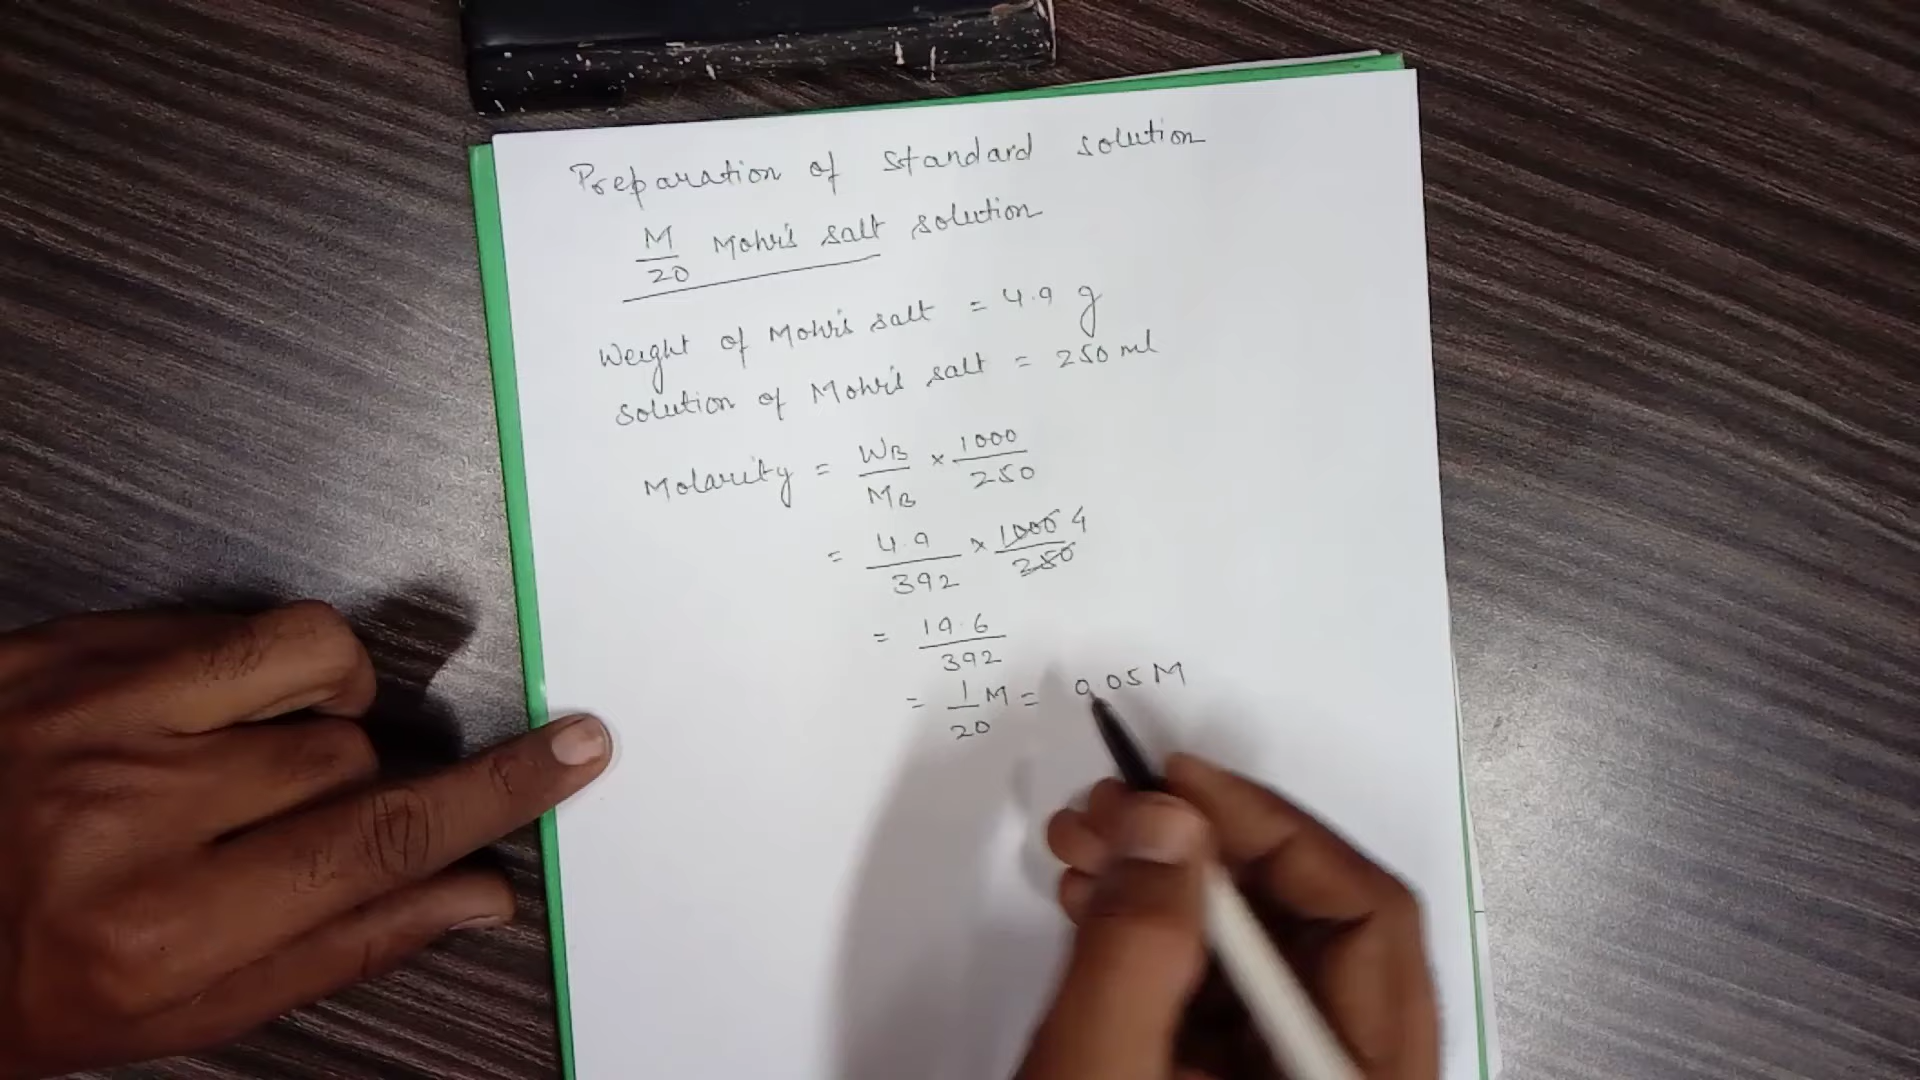 Preparation of standard solution
M/20 Mohr's salt solution
Weight of Mohr's salt = 4.9 g
Solution of Mohr's salt = 250 ml
Molarity = WB/MB × 1000/250
= 4.9/392 × 1000/250 4
= 19.6/392
= 1/20 M = 0.05 M